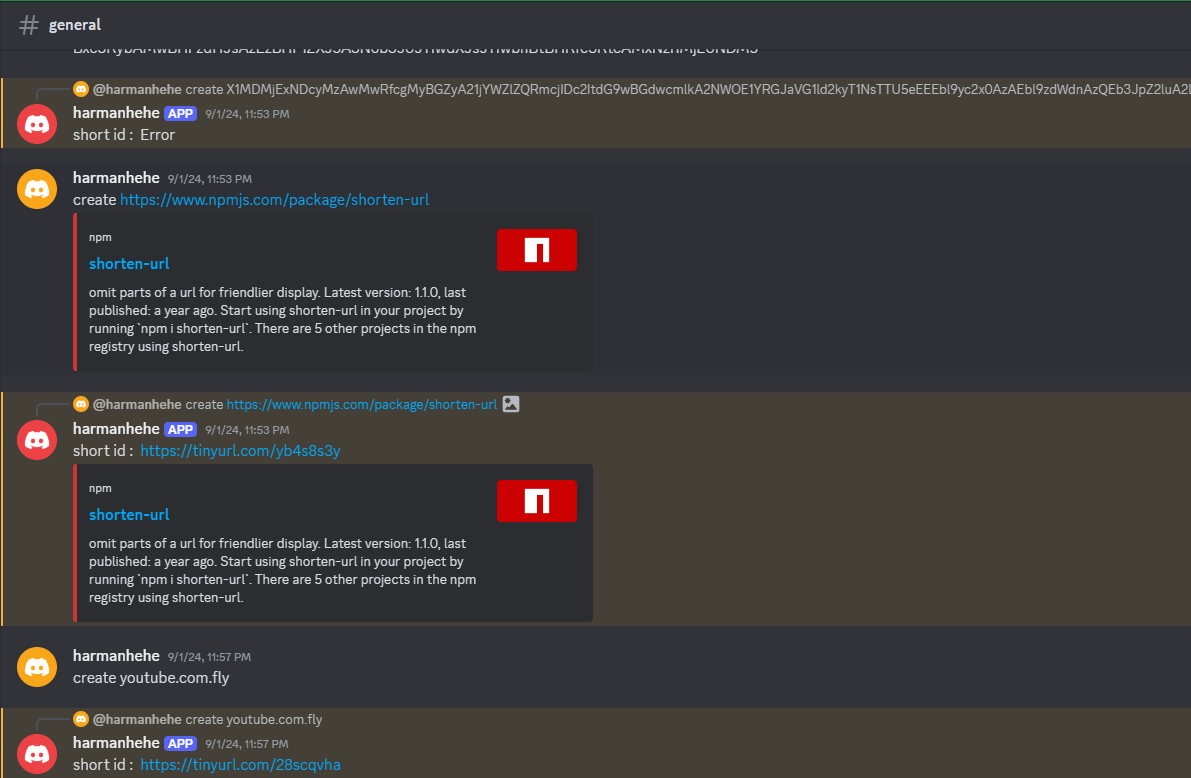 general
@harmanhehe create
harmanhehe APP 9/1/24, 11:53 PM
short id : Error
harmanhehe 9/1/24, 11:53 PM
create https://www.npmjs.com/package/shorten-url
npm
shorten-url
omit parts of a url for friendlier display. Latest version: 1.1.0, last
published: a year ago. Start using shorten-url in your project by
running `npm i shorten-url`. There are 5 other projects in the npm
registry using shorten-url.
@harmanhehe create https://www.npmjs.com/package/shorten-url
harmanhehe APP 9/1/24, 11:53 PM
short id : https://tinyurl.com/yb4s8s3y
npm
shorten-url
omit parts of a url for friendlier display. Latest version: 1.1.0, last
published: a year ago. Start using shorten-url in your project by
running `npm i shorten-url`. There are 5 other projects in the npm
registry using shorten-url.
harmanhehe 9/1/24, 11:57 PM
create youtube.com.fly
@harmanhehe create youtube.com.fly
harmanhehe APP 9/1/24, 11:57 PM
short id : https://tinyurl.com/28scqvha